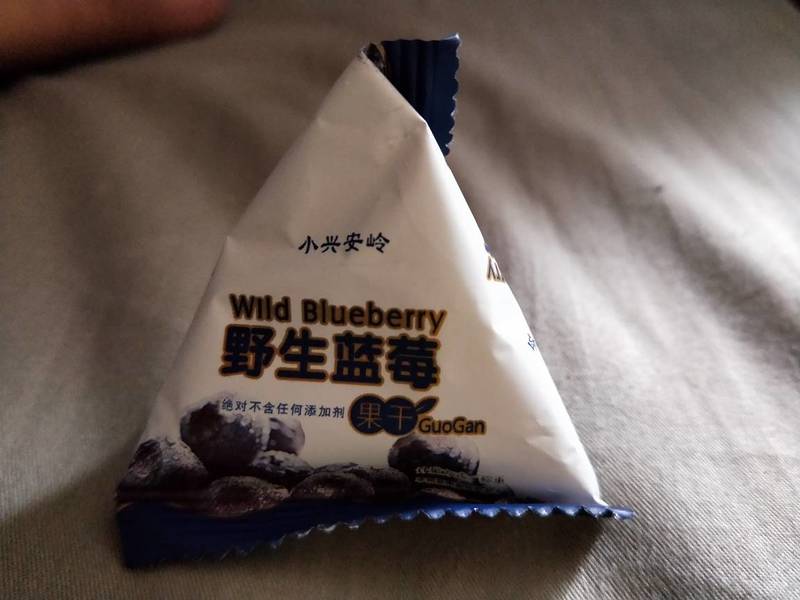 小兴安岭
Wild Blueberry
野生蓝莓
绝对不含任何添加剂
果干
GuoGan